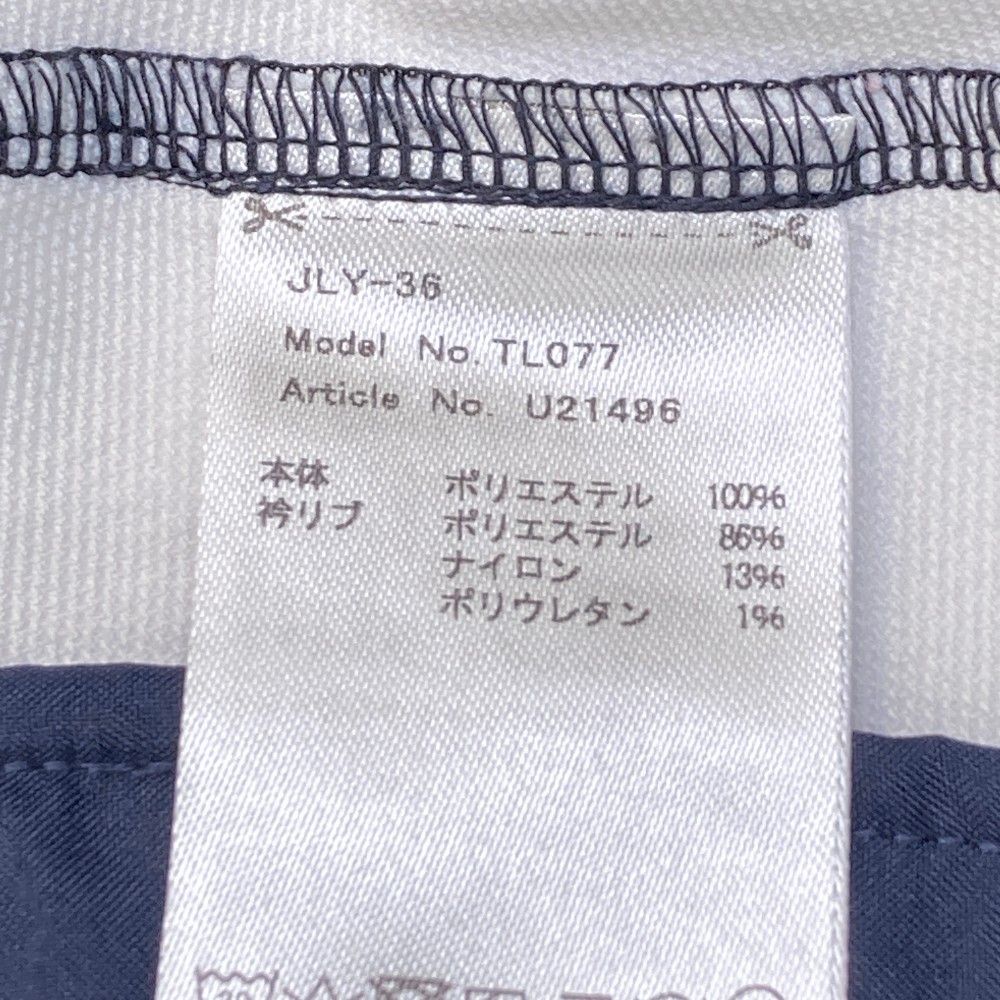 JLY-36
Model No. TL077
Article No. U21496
本体 ポリエステル 100%
衿リブ ポリエステル 86%
ナイロン 13%
ポリウレタン 1%